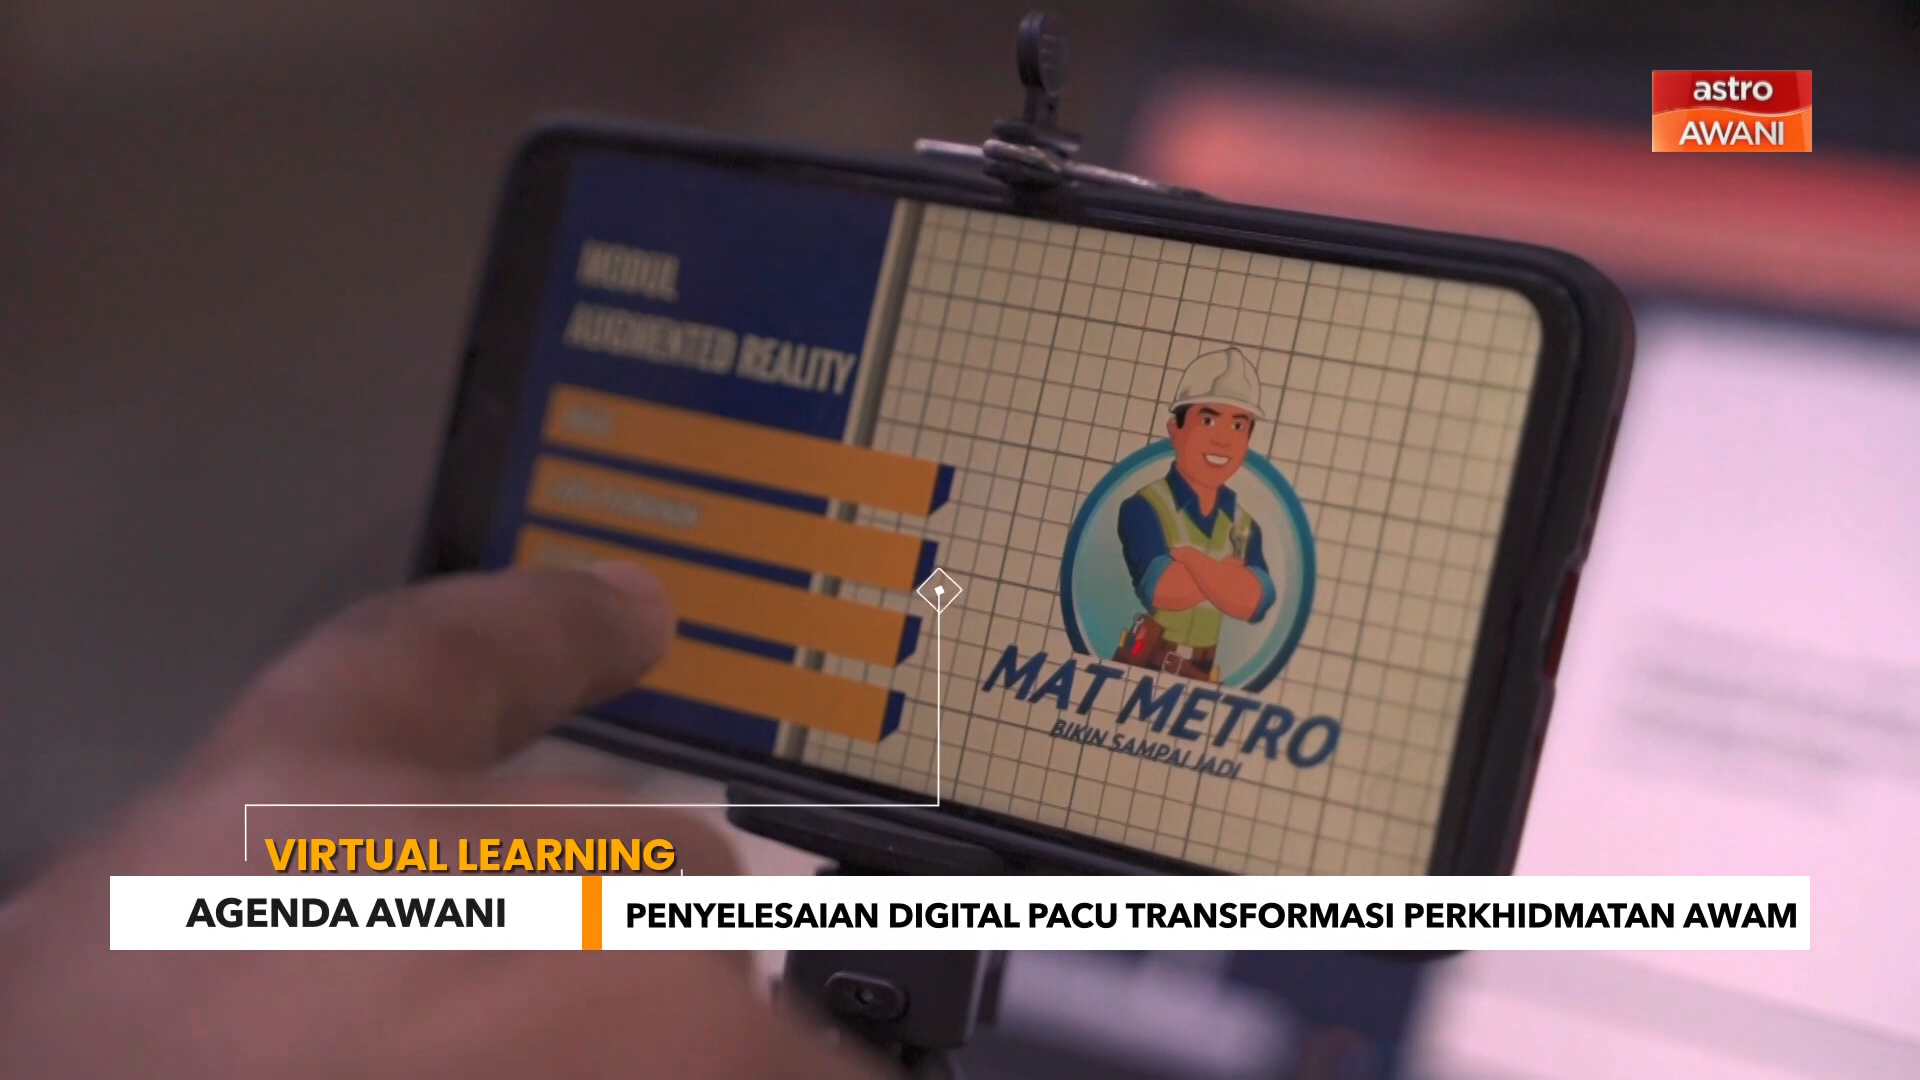 astro
AWANI
MODUL
AUGMENTED REALITY
MAT METRO
BIKIN SAMPAI JADI
VIRTUAL LEARNING
AGENDA AWANI
PENYELESAIAN DIGITAL PACU TRANSFORMASI PERKHIDMATAN AWAM